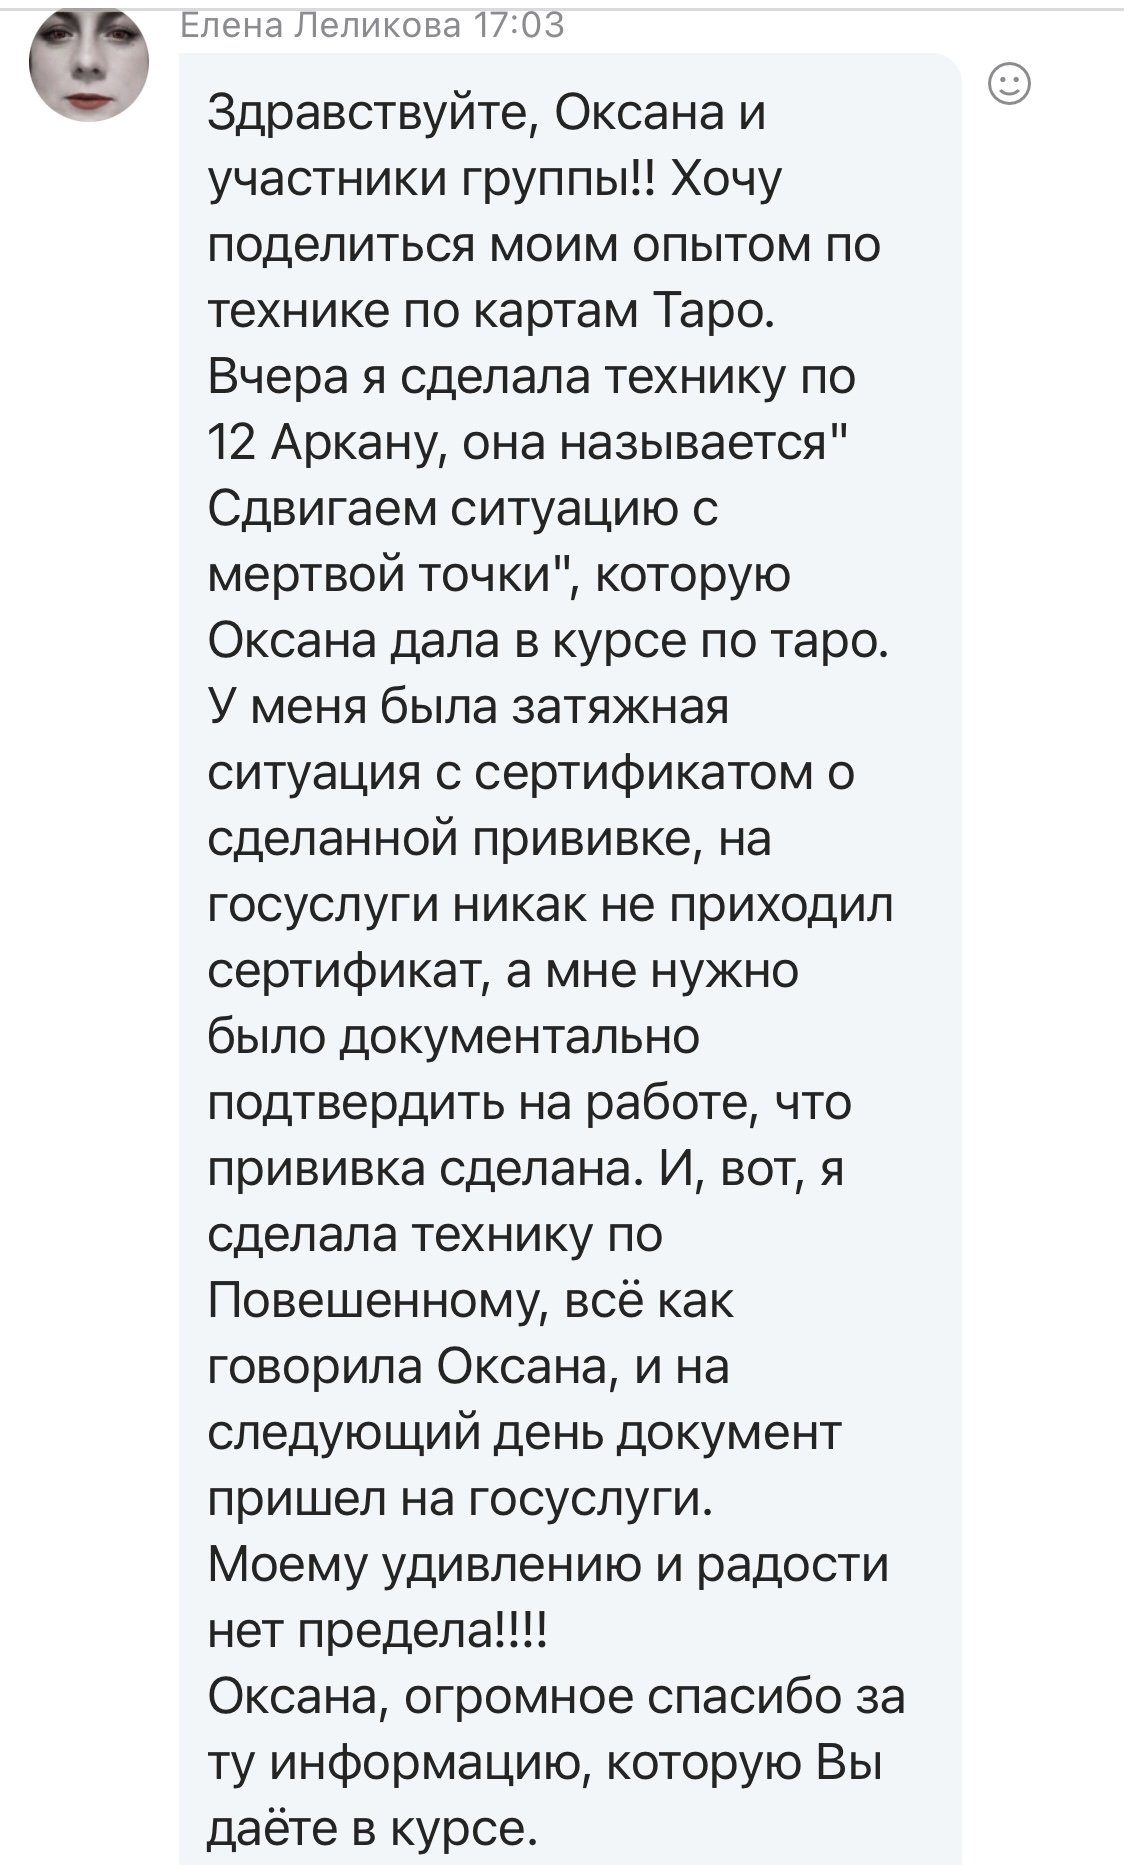 Елена Леликова 17:03
Здравствуйте, Оксана и
участники группы!! Хочу
поделиться моим опытом по
технике по картам Таро.
Вчера я сделала технику по
12 Аркану, она называется"
Сдвигаем ситуацию с
мертвой точки", которую
Оксана дала в курсе по таро.
У меня была затяжная
ситуация с сертификатом о
сделанной прививке, на
госуслуги никак не приходил
сертификат, а мне нужно
было документально
подтвердить на работе, что
прививка сделана. И, вот, я
сделала технику по
Повешенному, всё как
говорила Оксана, и на
следующий день документ
пришел на госуслуги.
Моему удивлению и радости
нет предела!!!!
Оксана, огромное спасибо за
ту информацию, которую Вы
даёте в курсе.